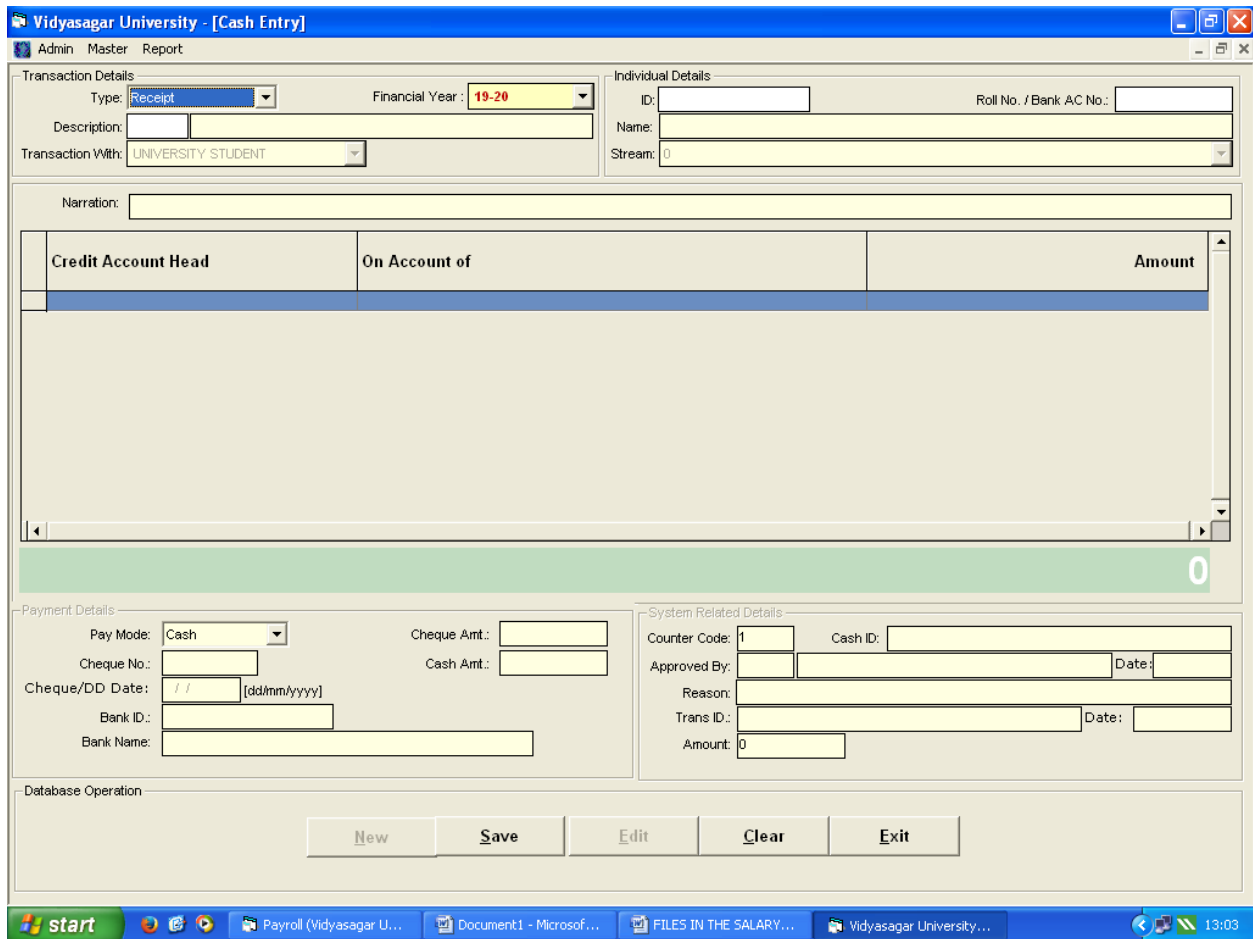 Vidyasagar University - [Cash Entry]
Admin Master Report
Transaction Details
Type: Receipt Financial Year : 19-20
Description:
Transaction With: UNIVERSITY STUDENT
Individual Details
ID: Roll No. / Bank AC No.:
Name:
Stream: 0
Narration:
Credit Account Head On Account of Amount
0
Payment Details
Pay Mode: Cash Cheque Amt.:
Cheque No.: Cash Amt.:
Cheque/DD Date: / / [dd/mm/yyyy]
Bank ID.:
Bank Name:
System Related Details
Counter Code: 1 Cash ID:
Approved By: Date:
Reason:
Trans ID.: Date:
Amount: 0
Database Operation
New Save Edit Clear Exit
start Payroll (Vidyasagar U... Document1 - Microsof... FILES IN THE SALARY... Vidyasagar University... 13:03